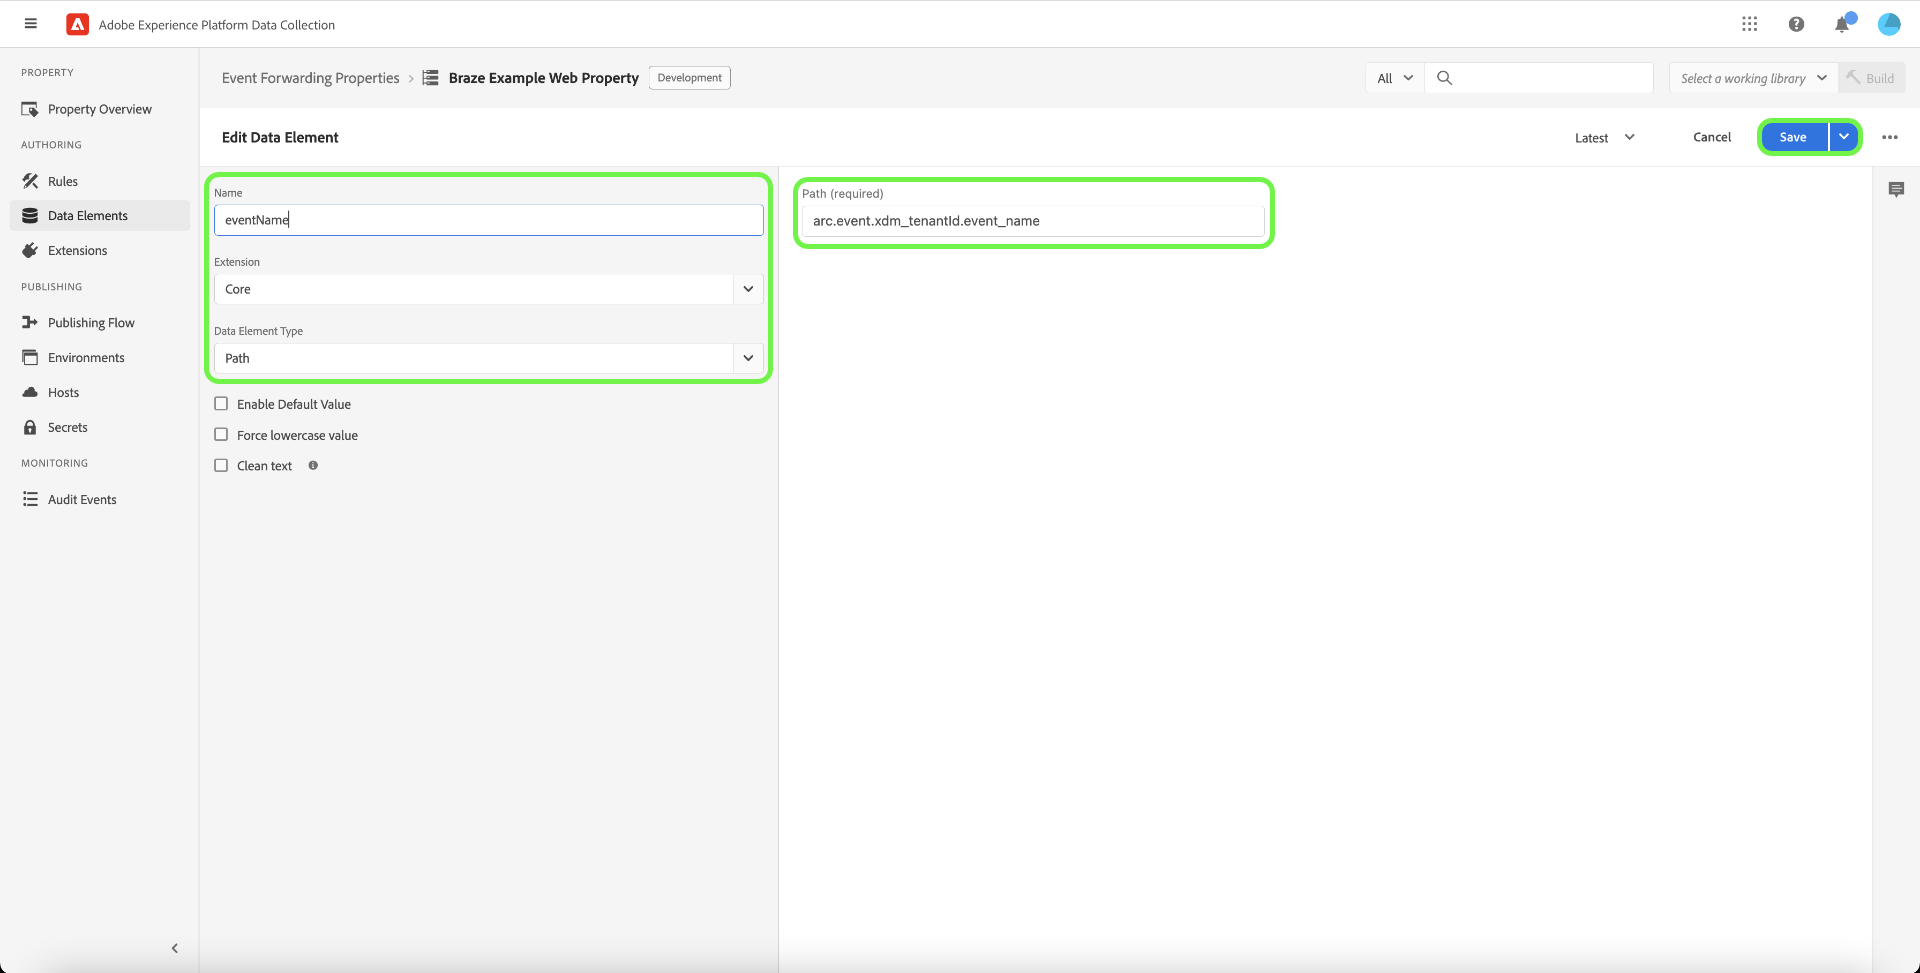 Adobe Experience Platform Data Collection
PROPERTY
Property Overview
AUTHORING
Rules
Data Elements
Extensions
PUBLISHING
Publishing Flow
Environments
Hosts
Secrets
MONITORING
Audit Events
Event Forwarding Properties > Braze Example Web Property Development
All
Select a working library
Build
Edit Data Element
Latest
Cancel
Save
Name
eventName
Extension
Core
Data Element Type
Path
Enable Default Value
Force lowercase value
Clean text
Path (required)
arc.event.xdm_tenantId.event_name